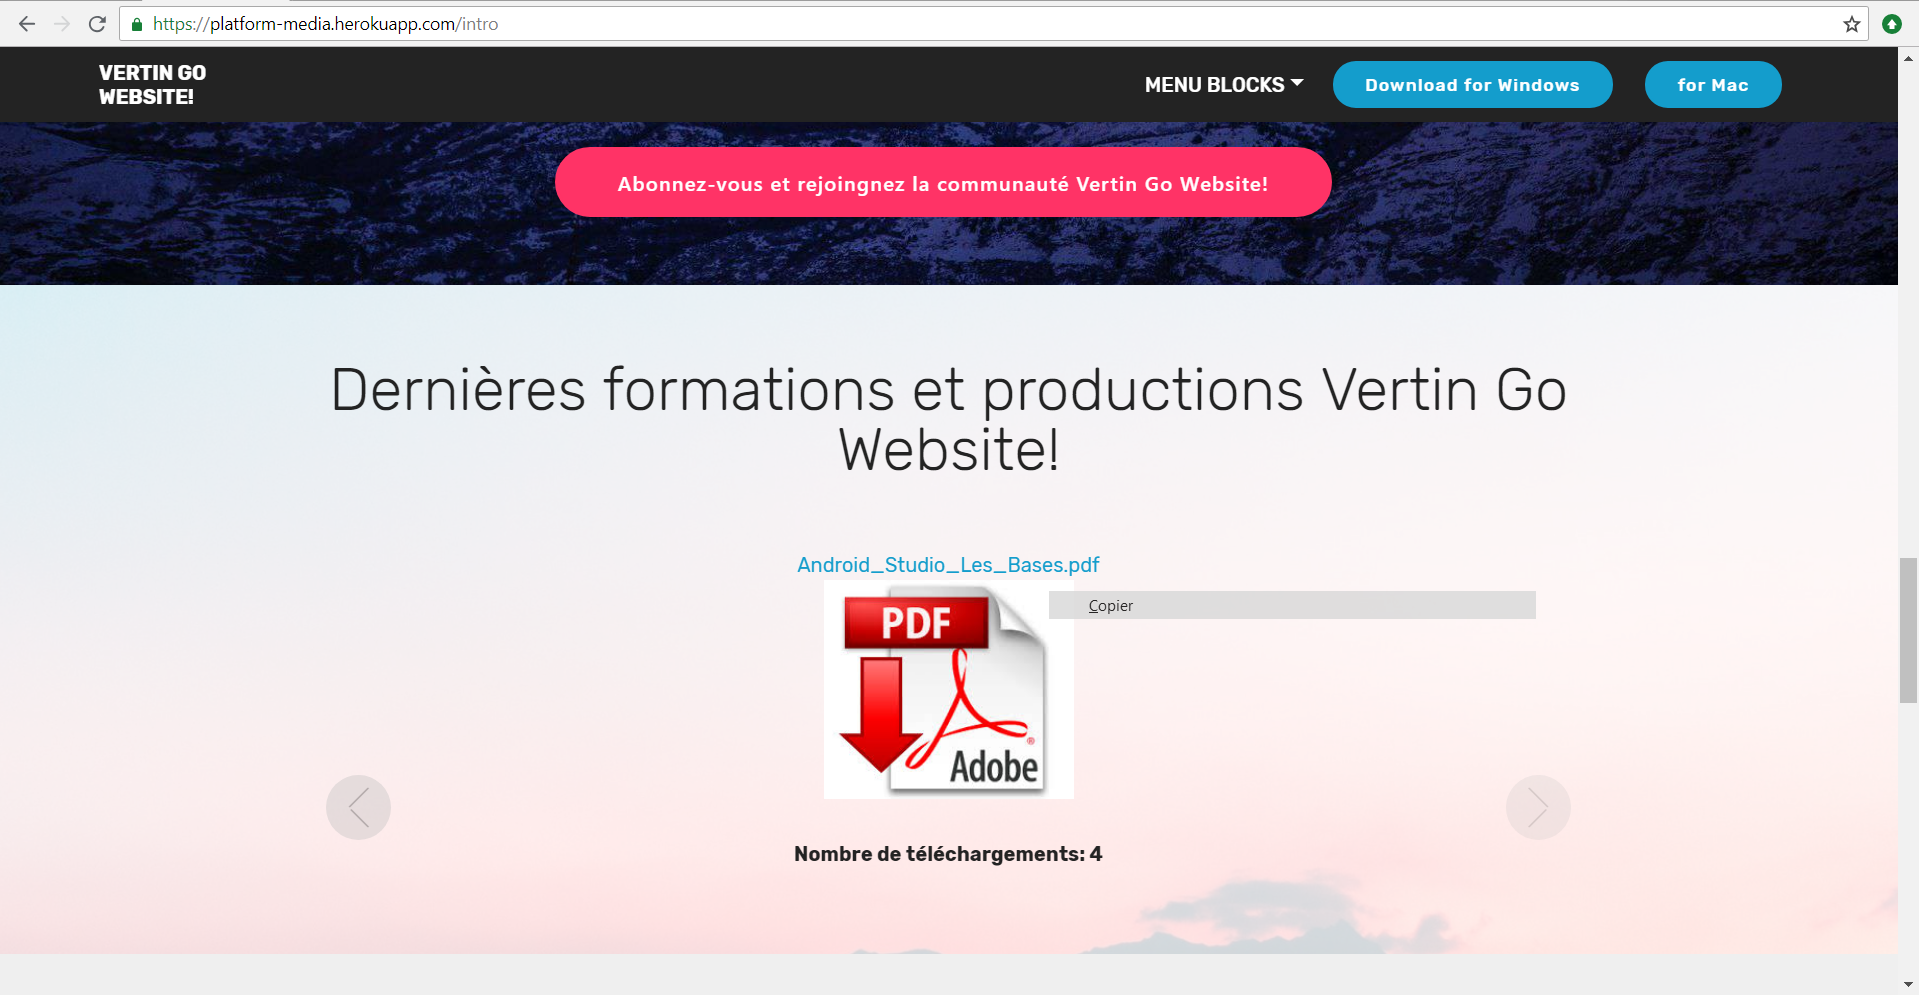 https://platform-media.herokuapp.com/intro
VERTIN GO
WEBSITE!
MENU BLOCKS
Download for Windows
for Mac
Abonnez-vous et rejoingnez la communauté Vertin Go Website!
Dernières formations et productions Vertin Go
Website!
Android_Studio_Les_Bases.pdf
Copier
PDF
Adobe
Nombre de téléchargements: 4